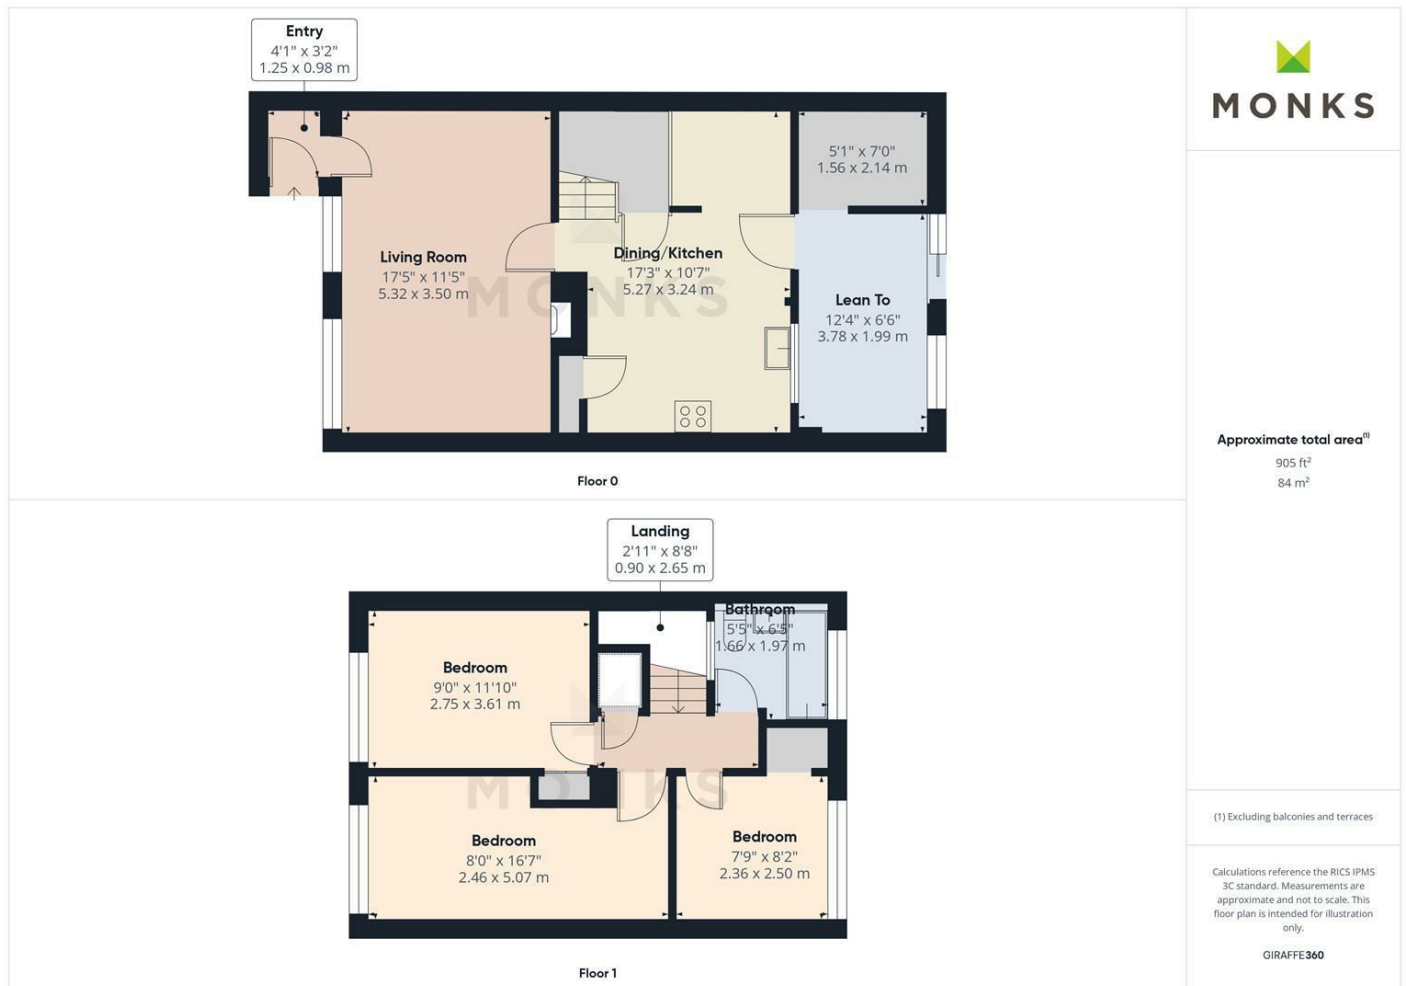 Entry
4'1" x 3'2"
1.25 x 0.98 m
MONKS
5'1" x 7'0"
1.56 x 2.14 m
Living Room
17'5" x 11'5"
5.32 x 3.50 m
Dining/Kitchen
17'3" x 10'7"
5.27 x 3.24 m
MONKS
Lean To
12'4" x 6'6"
3.78 x 1.99 m
Floor 0
Approximate total area(1)
905 ft²
84 m²
Landing
2'11" x 8'8"
0.90 x 2.65 m
Bathroom
5'5" x 6'5"
1.66 x 1.97 m
Bedroom
9'0" x 11'10"
2.75 x 3.61 m
MONKS
Bedroom
8'0" x 16'7"
2.46 x 5.07 m
Bedroom
7'9" x 8'2"
2.36 x 2.50 m
Floor 1
(1) Excluding balconies and terraces
Calculations reference the RICS IPMS
3C standard. Measurements are
approximate and not to scale. This
floor plan is intended for illustration
only.
GIRAFFE360